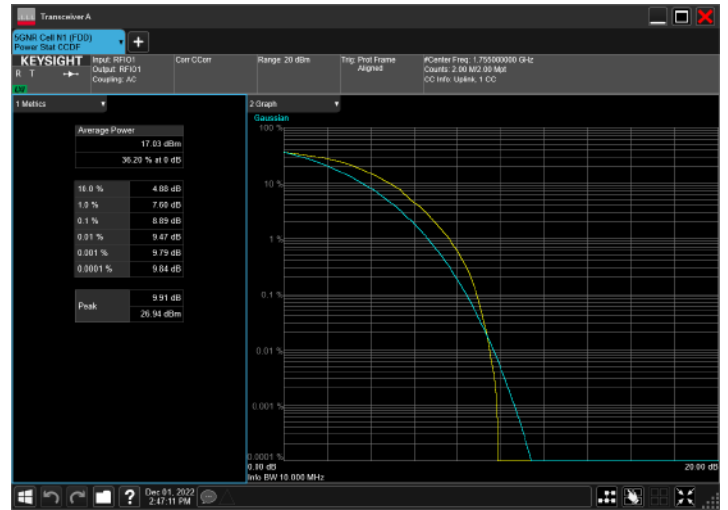 Transceiver A
5GNR Cell N1 (FDD)
Power Stat CCDF
KEYSIGHT
R T
Input: RFIO1
Output: RFIO1
Coupling: AC
Corr CCorr
Range: 20 dBm
Trig: Prot Frame
Aligned
#Center Freq: 1.755000000 GHz
Counts: 2.00 M/2.00 Mpt
CC Info: Uplink, 1 CC
1 Metrics
Average Power
17.03 dBm
36.20 % at 0 dB
10.0 % 4.88 dB
1.0 % 7.60 dB
0.1 % 8.89 dB
0.01 % 9.47 dB
0.001 % 9.79 dB
0.0001 % 9.84 dB
Peak
9.91 dB
26.94 dBm
2 Graph
Gaussian
100 %
10 %
1 %
0.1 %
0.01 %
0.001 %
0.0001 %
0.00 dB
20.00 dB
Info BW 10.000 MHz
Dec 01, 2022
2:47:11 PM